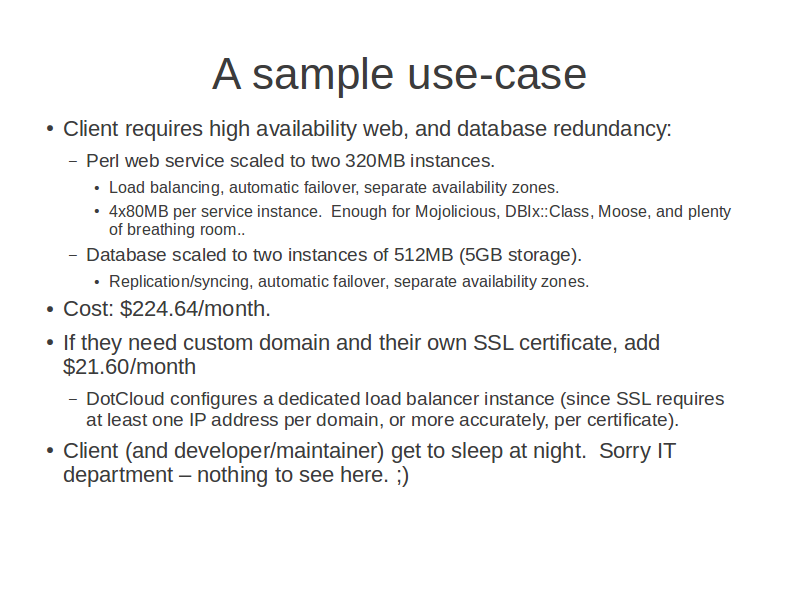 A sample use-case
• Client requires high availability web, and database redundancy:
– Perl web service scaled to two 320MB instances.
• Load balancing, automatic failover, separate availability zones.
• 4x80MB per service instance.  Enough for Mojolicious, DBIx::Class, Moose, and plenty
of breathing room..
– Database scaled to two instances of 512MB (5GB storage).
• Replication/syncing, automatic failover, separate availability zones.
• Cost: $224.64/month.
• If they need custom domain and their own SSL certificate, add
$21.60/month
– DotCloud configures a dedicated load balancer instance (since SSL requires
at least one IP address per domain, or more accurately, per certificate).
• Client (and developer/maintainer) get to sleep at night.  Sorry IT
department – nothing to see here. ;)